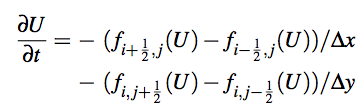 ∂U/∂t = − (f_{i+1/2,j}(U) − f_{i−1/2,j}(U))/Δx
− (f_{i,j+1/2}(U) − f_{i,j−1/2}(U))/Δy